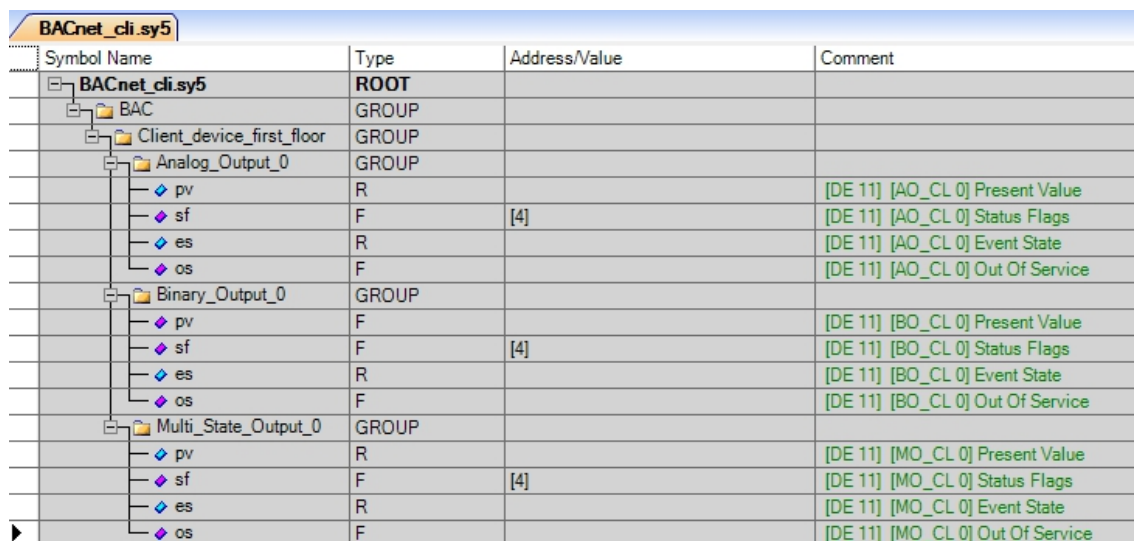 BACnet_cli.sy5
Symbol Name Type Address/Value Comment
BACnet_cli.sy5 ROOT
BAC GROUP
Client_device_first_floor GROUP
Analog_Output_0 GROUP
pv R [DE 11] [AO_CL 0] Present Value
sf F [4] [DE 11] [AO_CL 0] Status Flags
es R [DE 11] [AO_CL 0] Event State
os F [DE 11] [AO_CL 0] Out Of Service
Binary_Output_0 GROUP
pv F [DE 11] [BO_CL 0] Present Value
sf F [4] [DE 11] [BO_CL 0] Status Flags
es R [DE 11] [BO_CL 0] Event State
os F [DE 11] [BO_CL 0] Out Of Service
Multi_State_Output_0 GROUP
pv R [DE 11] [MO_CL 0] Present Value
sf F [4] [DE 11] [MO_CL 0] Status Flags
es R [DE 11] [MO_CL 0] Event State
os F [DE 11] [MO_CL 0] Out Of Service